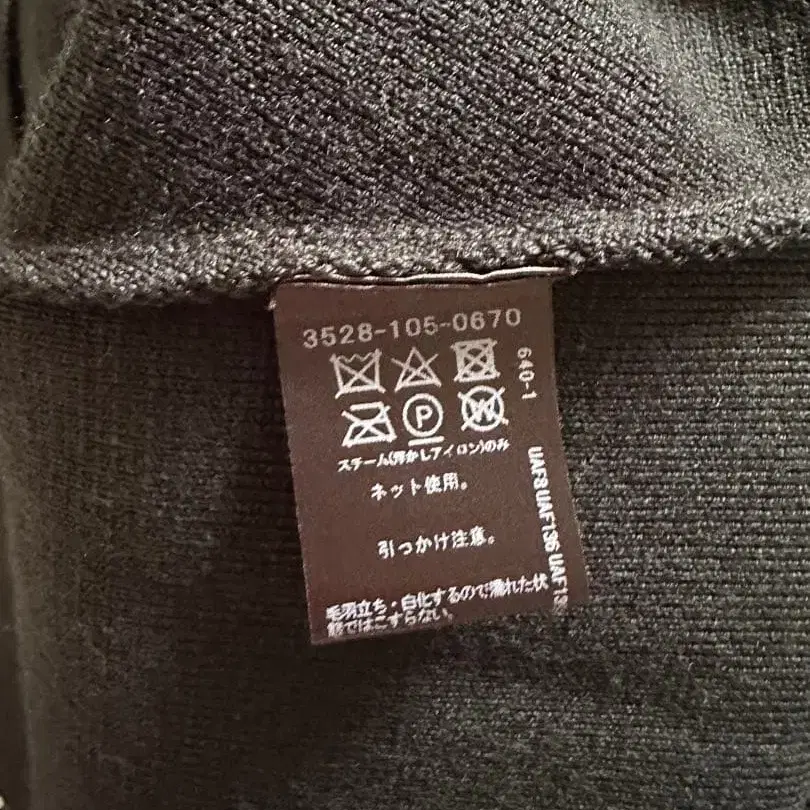 3528-105-0670
640-1
P
W
スチーム(浮かしアイロン)のみ
ネット使用。
引っかけ注意。
毛羽立ち・白化するので濡れた状
態ではこすらない。
UAF8 UAF136 UAF13